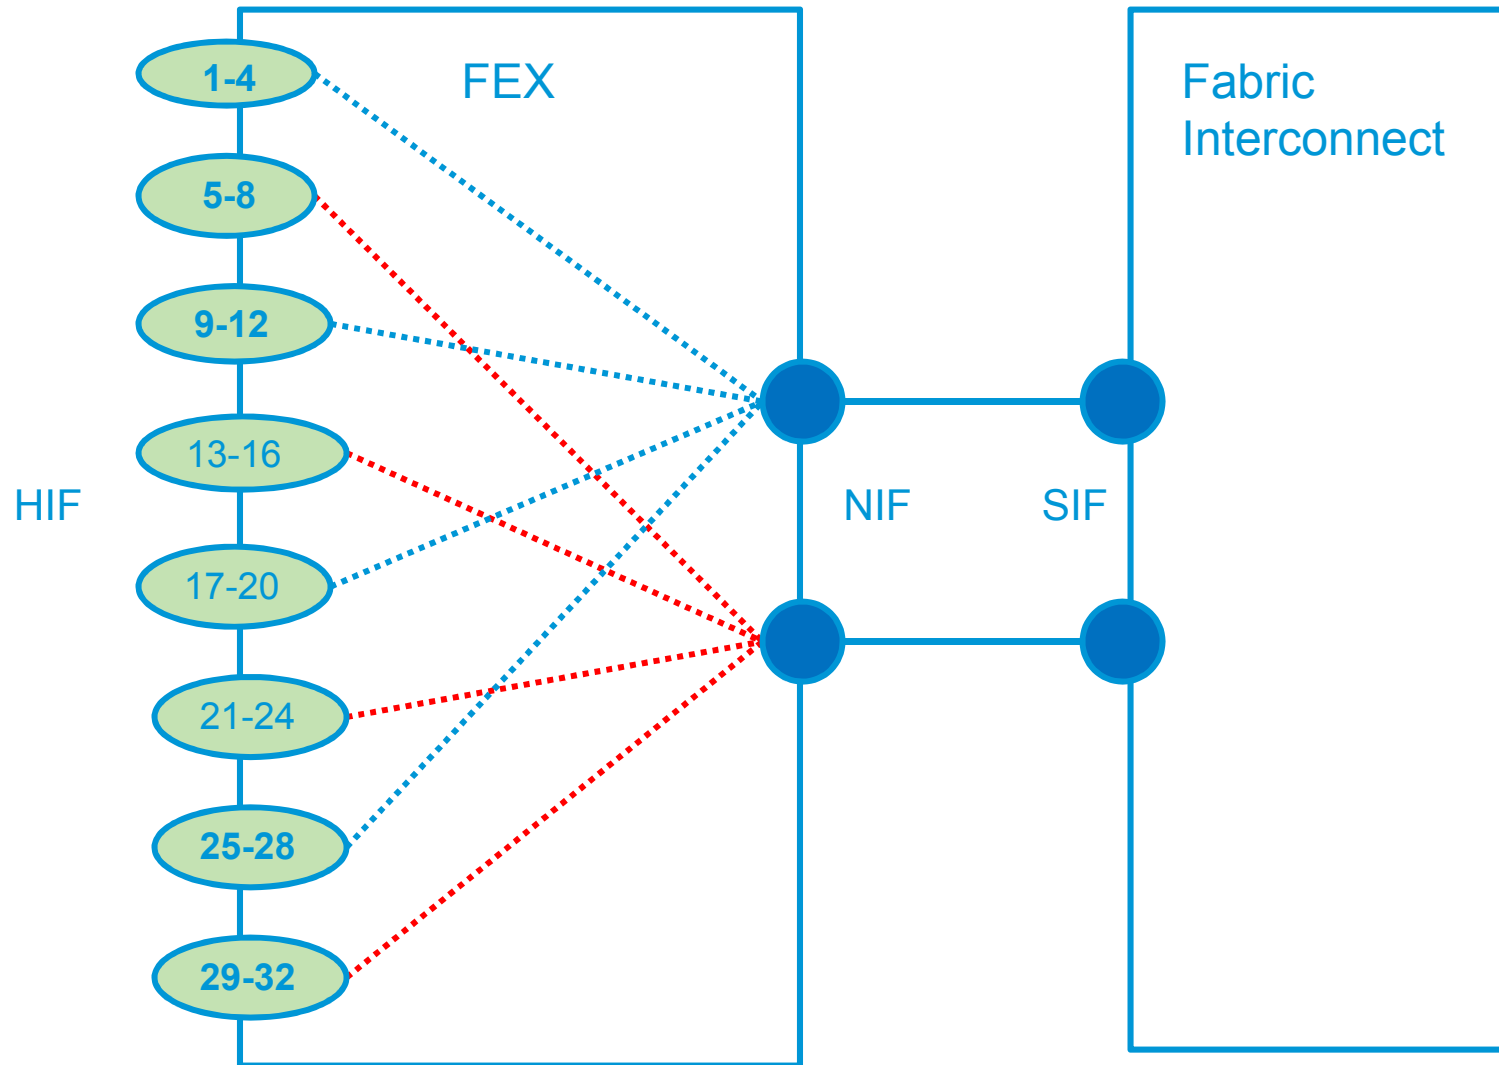 FEX
Fabric
Interconnect
1-4
5-8
9-12
13-16
HIF
NIF
SIF
17-20
21-24
25-28
29-32